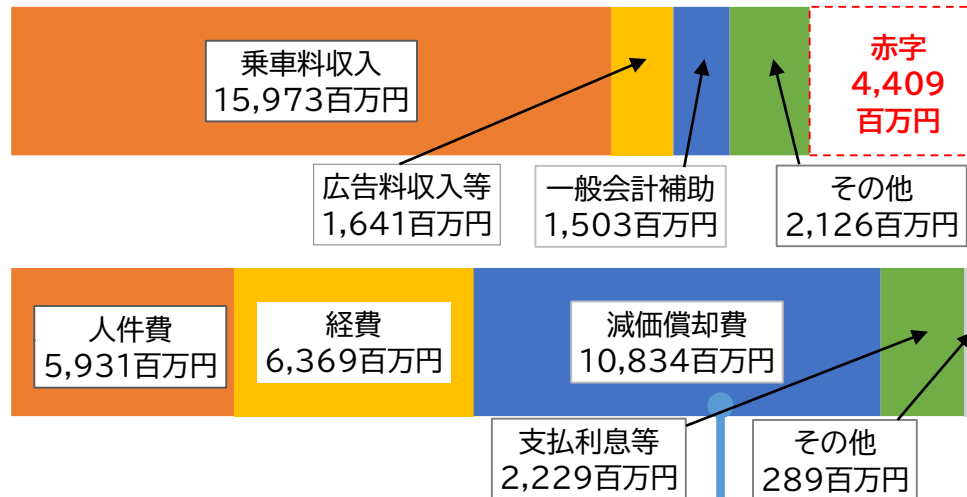 乗車料収入
15,973百万円
赤字
4,409
百万円
広告料収入等
1,641百万円
一般会計補助
1,503百万円
その他
2,126百万円
人件費
5,931百万円
経費
6,369百万円
減価償却費
10,834百万円
支払利息等
2,229百万円
その他
289百万円